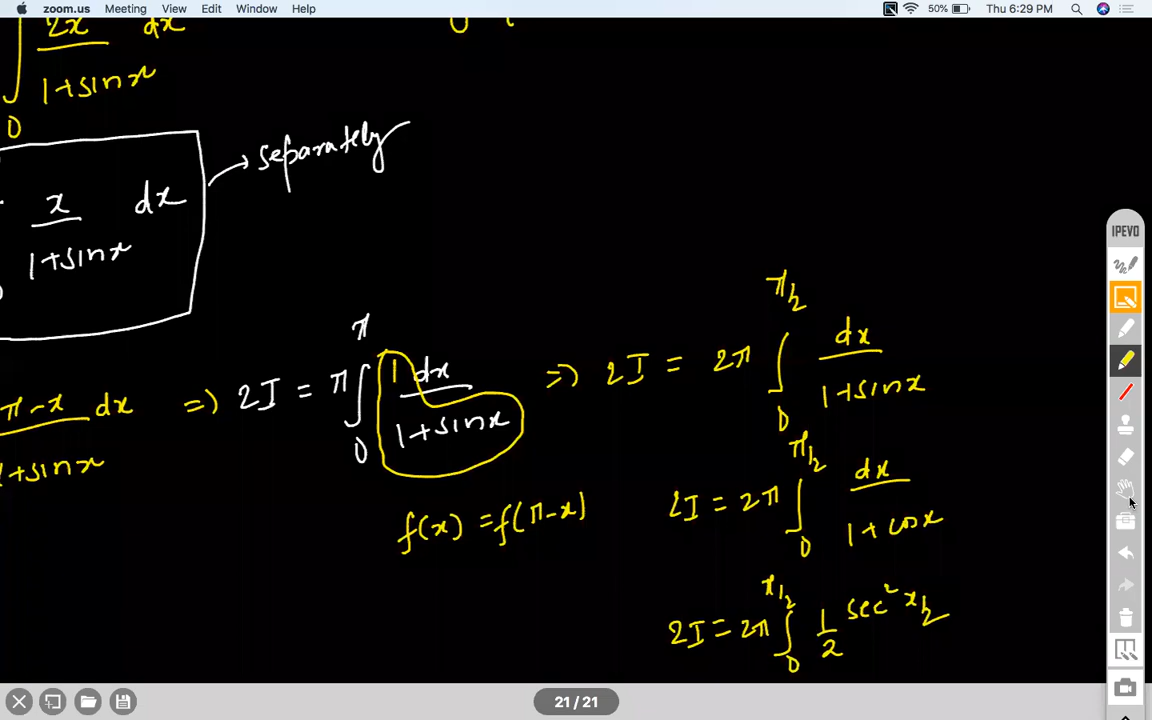 zoom.us Meeting View Edit Window Help 50% Thu 6:29 PM
∫ 2x dx
1+sinx
0
separately
x dx
1+sinx
IPEVO
π-x dx
1+sinx
=) 2I = π ∫ 1 dx
π
0
1+sinx
=) 2I = 2π ∫ dx
π/2
0
1+sinx
f(x) = f(π-x)
2I = 2π ∫ dx
π/2
0
1+cosx
2I = 2π ∫ 1/2 sec² x/2
π/2
0
21 / 21